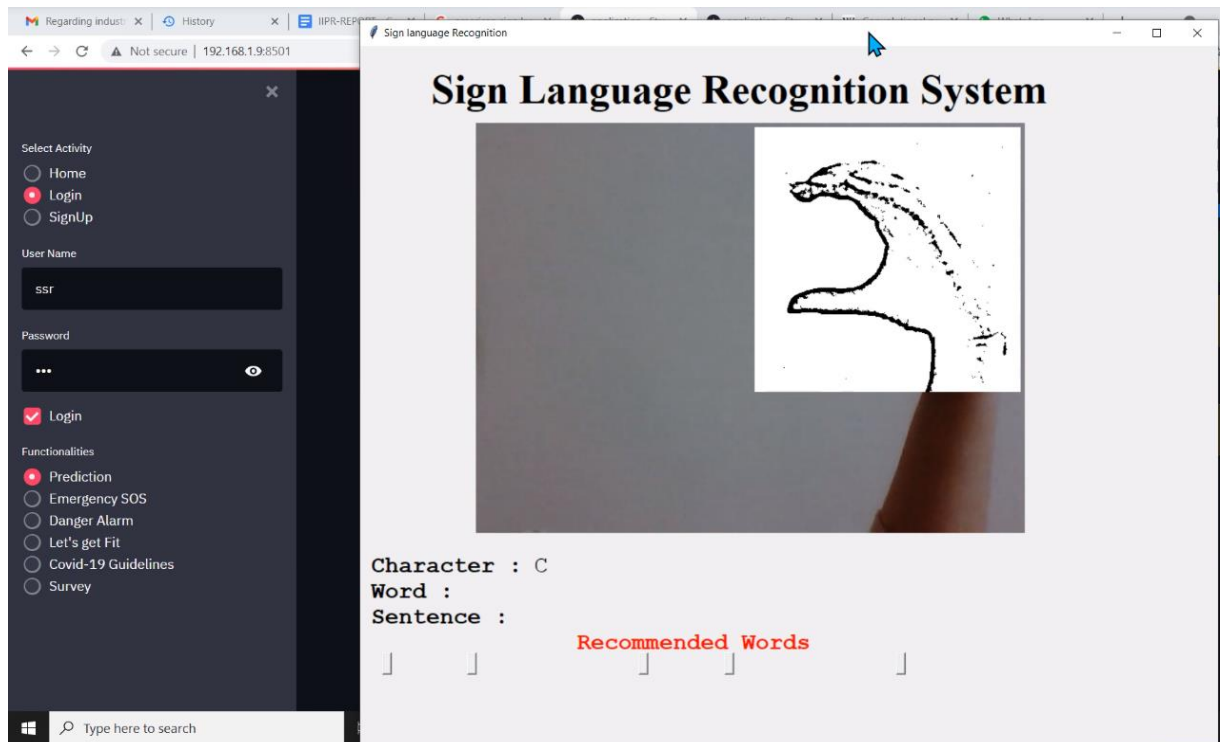 Regarding indust
History
IIPR-REPORT
Not secure | 192.168.1.9:8501
Sign language Recognition
Select Activity
Home
Login
SignUp
User Name
ssr
Password
•••
Login
Functionalities
Prediction
Emergency SOS
Danger Alarm
Let's get Fit
Covid-19 Guidelines
Survey
Sign Language Recognition System
Character : C
Word :
Sentence :
Recommended Words
Type here to search